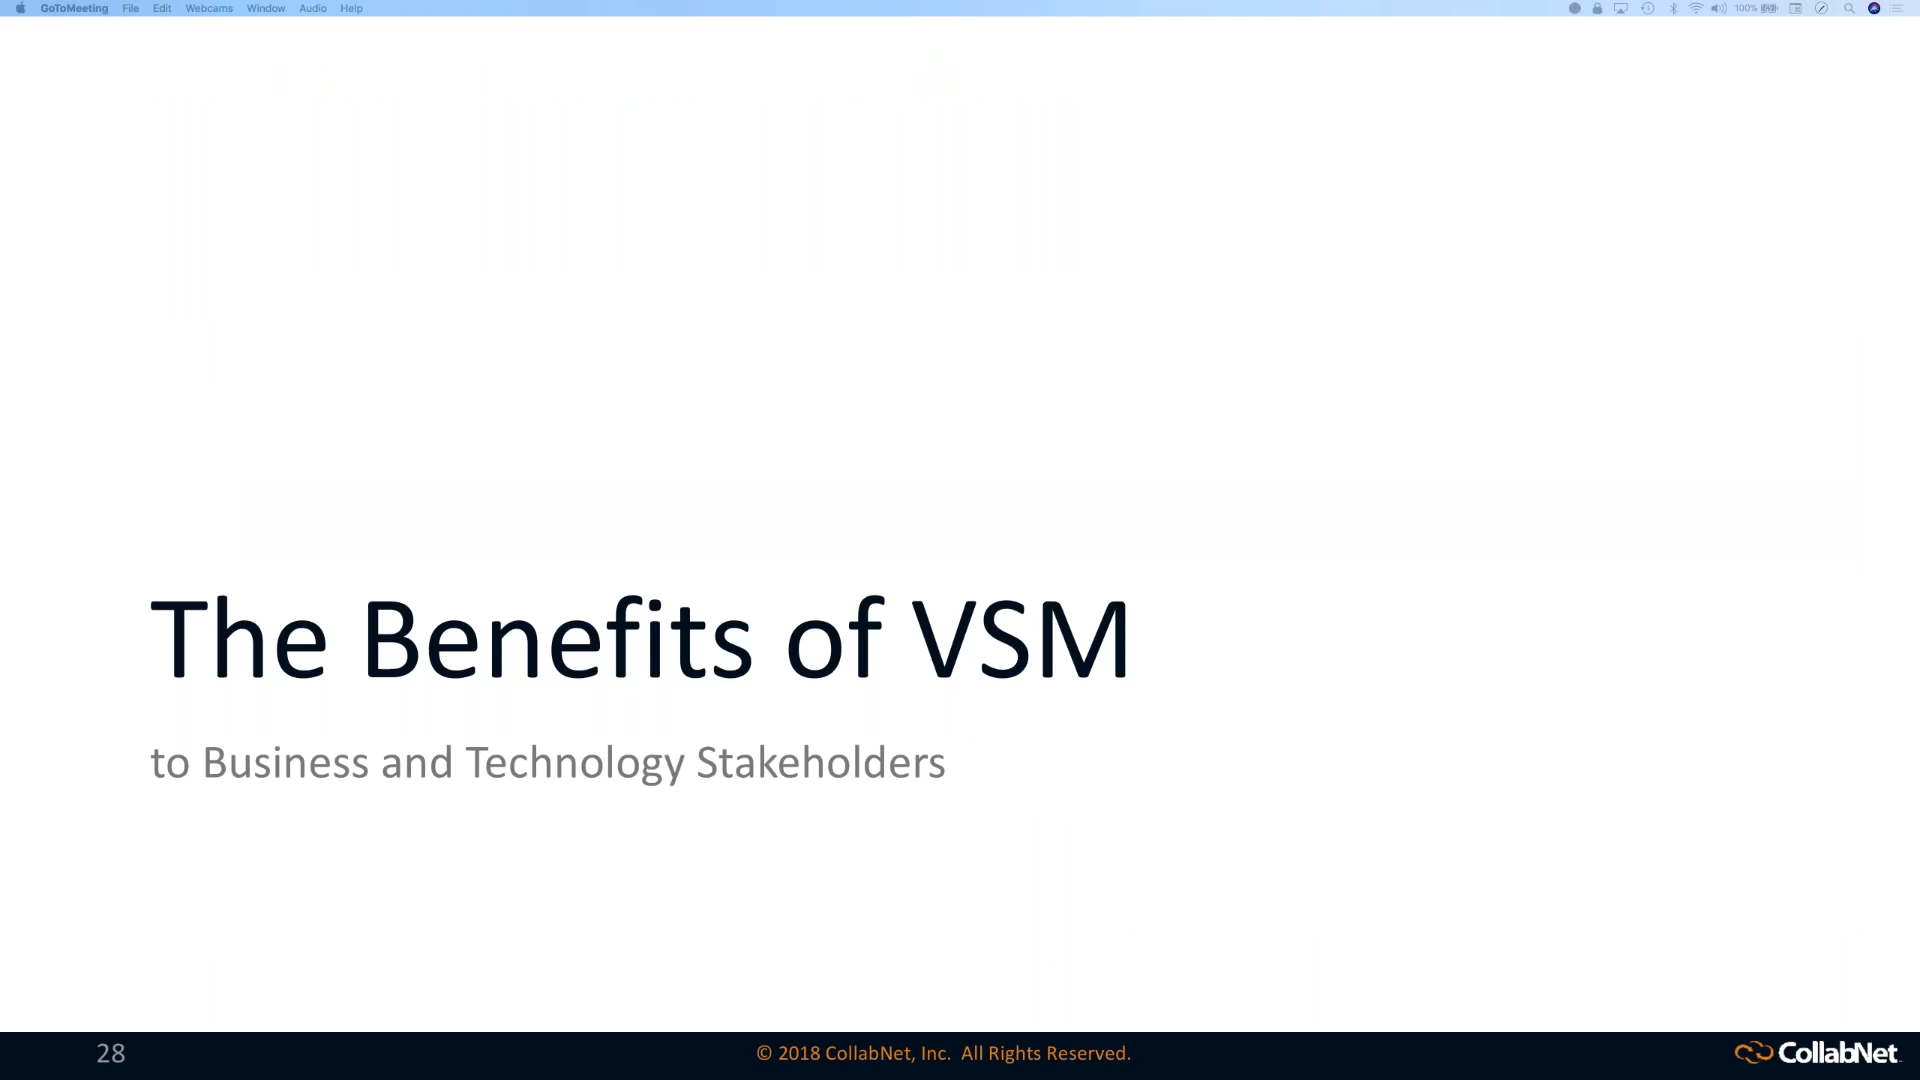 GoToMeeting File Edit Webcams Window Audio Help 100%
The Benefits of VSM
to Business and Technology Stakeholders
28 © 2018 CollabNet, Inc. All Rights Reserved. CollabNet